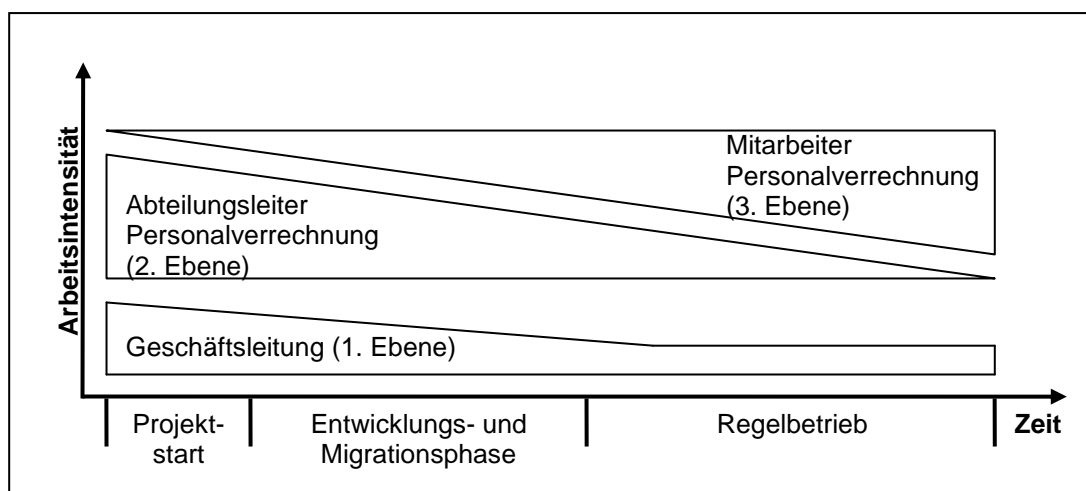 Arbeitsintensität
Mitarbeiter
Personalverrechnung
(3. Ebene)
Abteilungsleiter
Personalverrechnung
(2. Ebene)
Geschäftsleitung (1. Ebene)
Projekt-
start
Entwicklungs- und
Migrationsphase
Regelbetrieb
Zeit